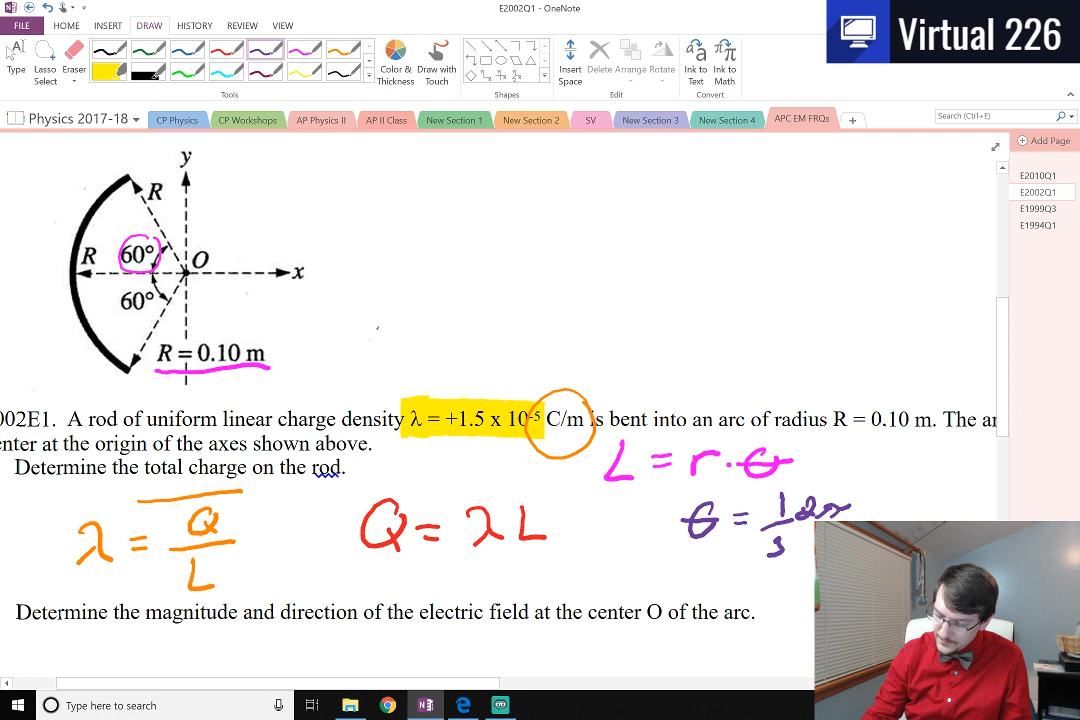 E2002Q1 - OneNote
FILE HOME INSERT DRAW HISTORY REVIEW VIEW
Virtual 226
Type
Lasso Select
Eraser
Color & Thickness
Draw with Touch
Insert Space
Delete
Arrange
Rotate
Ink to Text
Ink to Math
Tools
Shapes
Edit
Convert
Physics 2017-18
CP Physics
CP Workshops
AP Physics II
AP II Class
New Section 1
New Section 2
SV
New Section 3
New Section 4
APC EM FRQs
Search (Ctrl+E)
Add Page
E2010Q1
E2002Q1
E1999Q3
E1994Q1
y
R
R 60° O
x
60°
R = 0.10 m
002E1. A rod of uniform linear charge density λ = +1.5 x 10-5 C/m is bent into an arc of radius R = 0.10 m. The ar
enter at the origin of the axes shown above.
Determine the total charge on the rod.
L = r · θ
λ = Q/L
Q = λL
θ = 1/3 2π
Determine the magnitude and direction of the electric field at the center O of the arc.
Type here to search